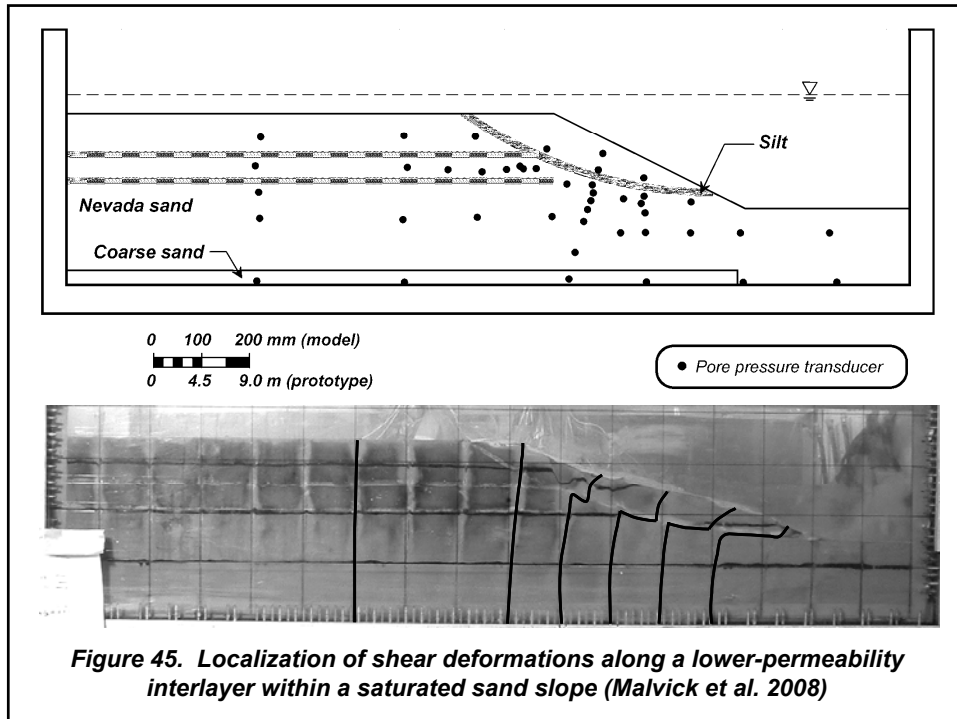 Silt
Nevada sand
Coarse sand
0 100 200 mm (model)
0 4.5 9.0 m (prototype)
Pore pressure transducer
Figure 45. Localization of shear deformations along a lower-permeability
interlayer within a saturated sand slope (Malvick et al. 2008)